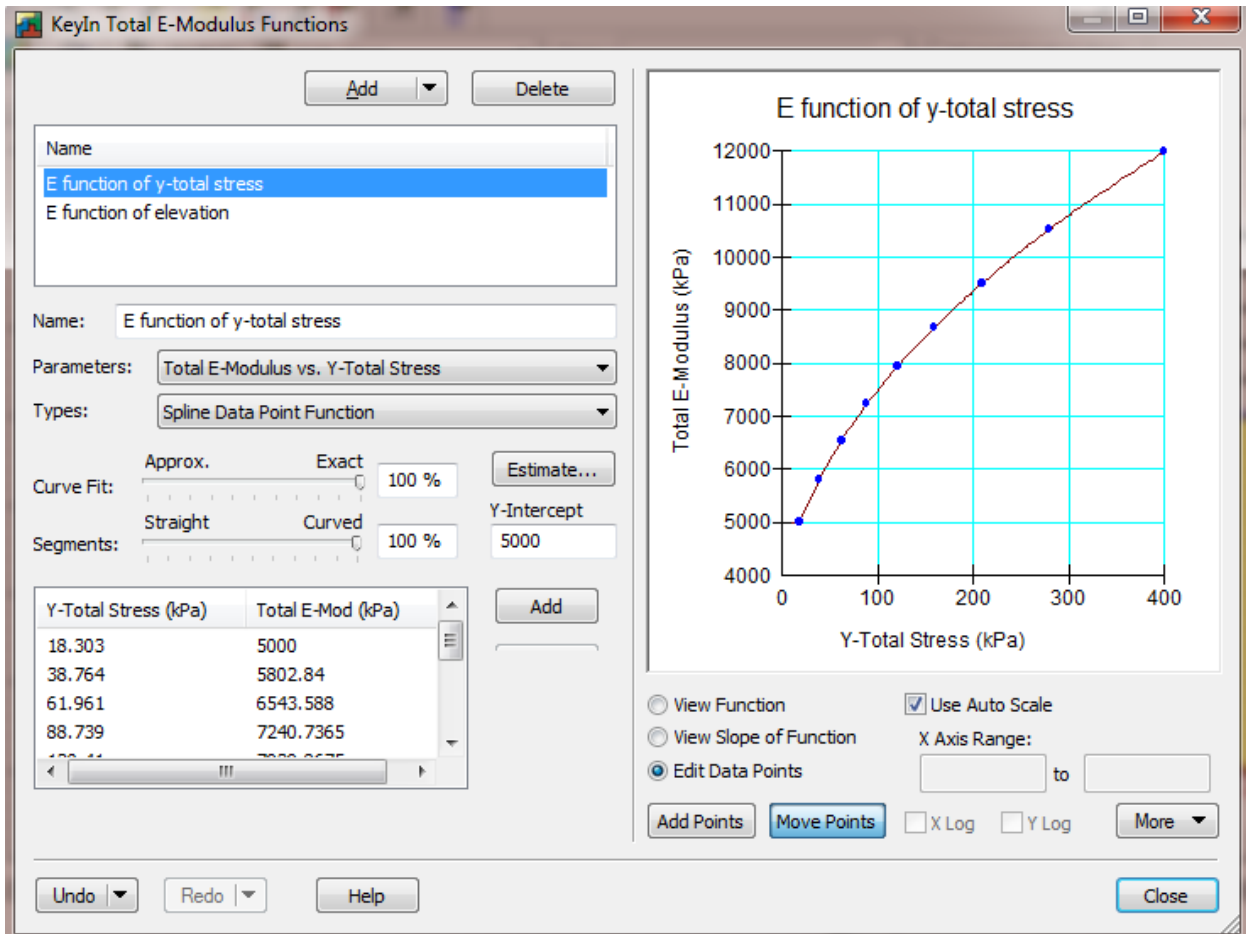 KeyIn Total E-Modulus Functions
Add
Delete
Name
E function of y-total stress
E function of elevation
Name: E function of y-total stress
Parameters: Total E-Modulus vs. Y-Total Stress
Types: Spline Data Point Function
Approx. Exact
Curve Fit: 100 % Estimate...
Straight Curved Y-Intercept
Segments: 100 % 5000
Y-Total Stress (kPa) Total E-Mod (kPa) Add
18.303 5000
38.764 5802.84
61.961 6543.588
88.739 7240.7365
E function of y-total stress
12000
11000
10000
9000
8000
7000
6000
5000
4000
Total E-Modulus (kPa)
0 100 200 300 400
Y-Total Stress (kPa)
View Function Use Auto Scale
View Slope of Function X Axis Range:
Edit Data Points to
Add Points Move Points X Log Y Log More
Undo Redo Help Close